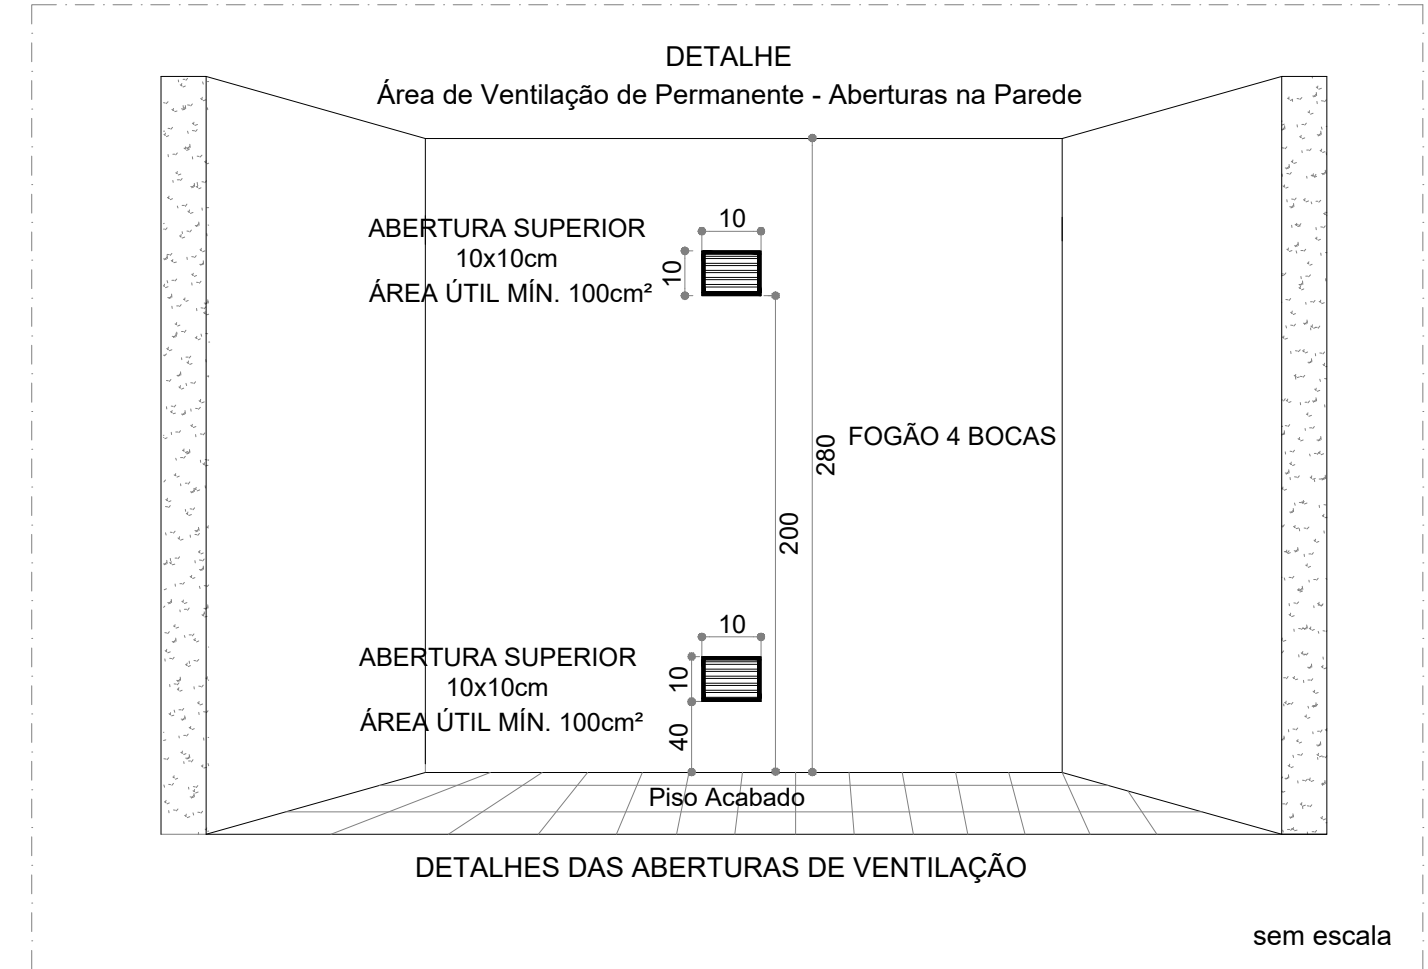 DETALHE
Área de Ventilação de Permanente - Aberturas na Parede
ABERTURA SUPERIOR
10x10cm
ÁREA ÚTIL MÍN. 100cm²
10
10
FOGÃO 4 BOCAS
280
200
ABERTURA SUPERIOR
10x10cm
ÁREA ÚTIL MÍN. 100cm²
10
10
40
Piso Acabado
DETALHES DAS ABERTURAS DE VENTILAÇÃO
sem escala